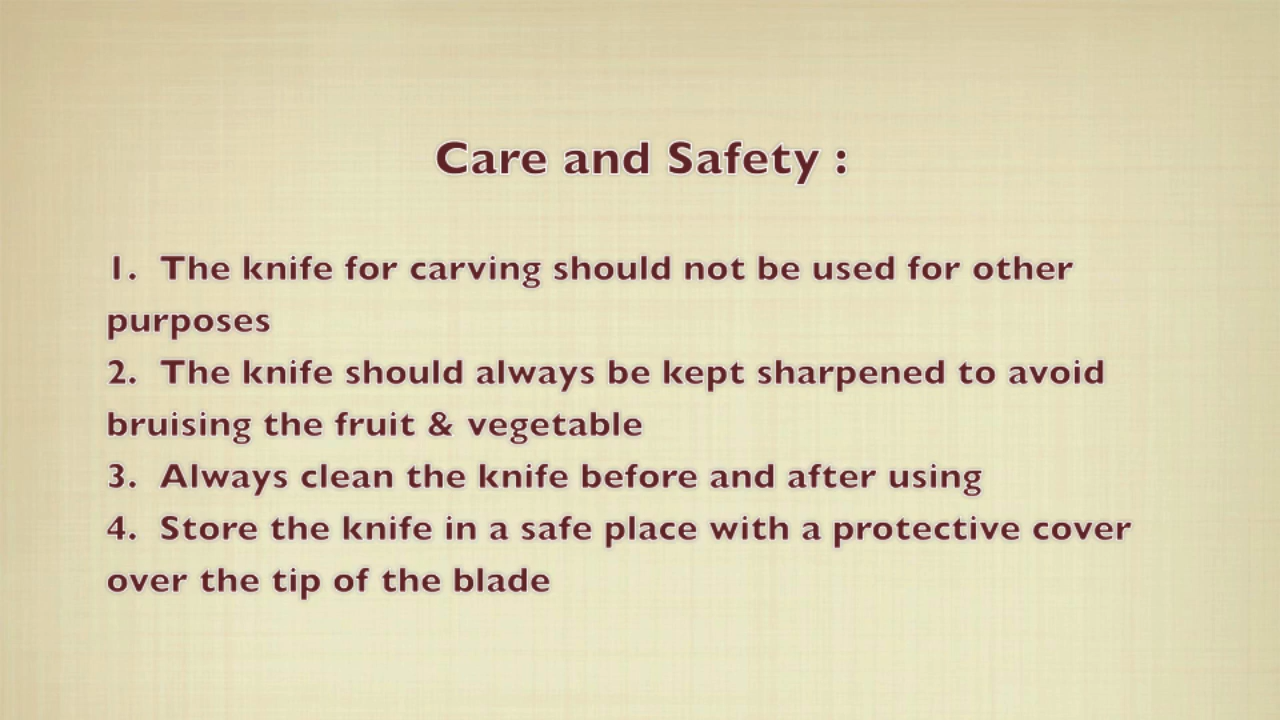 Care and Safety :
1. The knife for carving should not be used for other
purposes
2. The knife should always be kept sharpened to avoid
bruising the fruit & vegetable
3. Always clean the knife before and after using
4. Store the knife in a safe place with a protective cover
over the tip of the blade